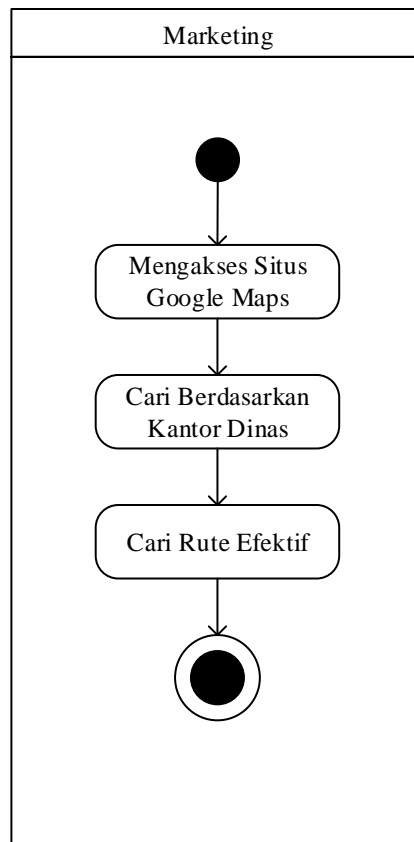 Marketing
Mengakses Situs
Google Maps
Cari Berdasarkan
Kantor Dinas
Cari Rute Efektif